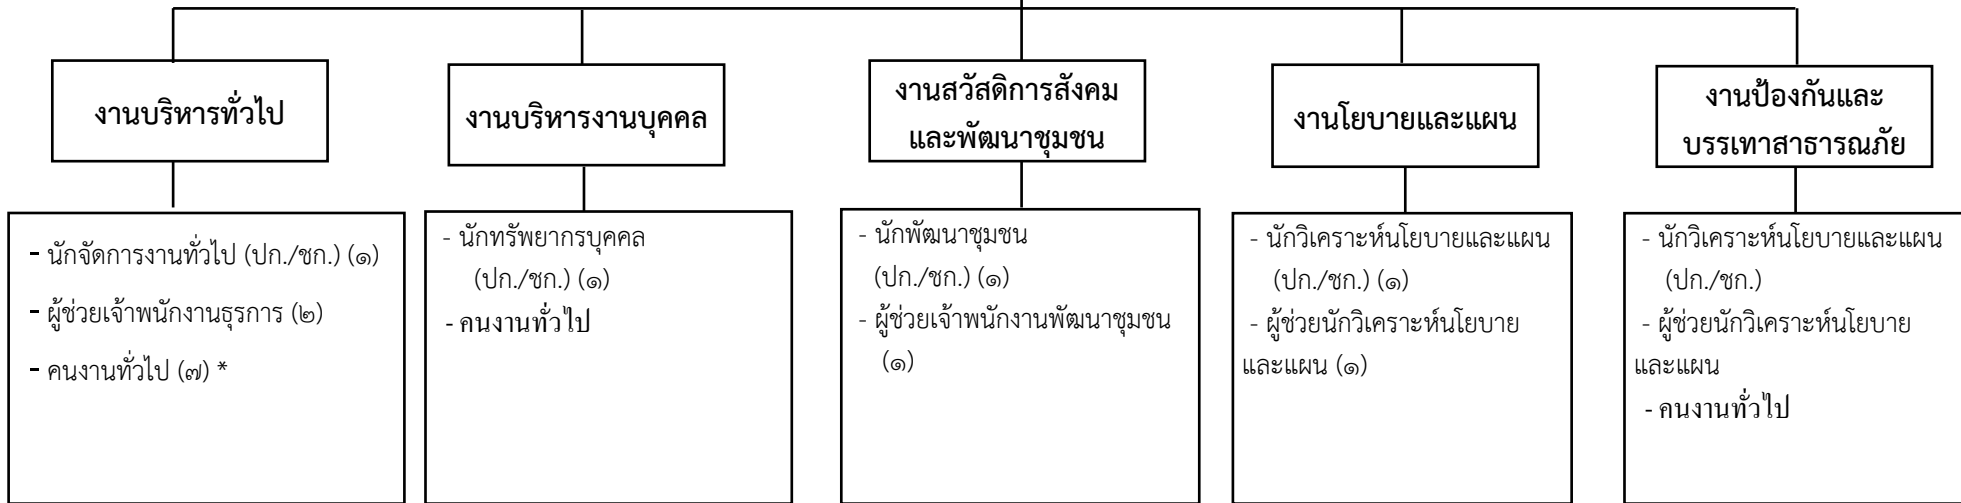 งานบริหารทั่วไป
งานบริหารงานบุคคล
งานสวัสดิการสังคม
และพัฒนาชุมชน
งานโยบายและแผน
งานป้องกันและ
บรรเทาสาธารณภัย
- นักจัดการงานทั่วไป (ปก./ชก.) (๑)
- ผู้ช่วยเจ้าพนักงานธุรการ (๒)
- คนงานทั่วไป (๗) *
- นักทรัพยากรบุคคล
(ปก./ชก.) (๑)
- คนงานทั่วไป
- นักพัฒนาชุมชน
(ปก./ชก.) (๑)
- ผู้ช่วยเจ้าพนักงานพัฒนาชุมชน
(๑)
- นักวิเคราะห์นโยบายและแผน
(ปก./ชก.) (๑)
- ผู้ช่วยนักวิเคราะห์นโยบาย
และแผน (๑)
- นักวิเคราะห์นโยบายและแผน
(ปก./ชก.)
- ผู้ช่วยนักวิเคราะห์นโยบาย
และแผน
- คนงานทั่วไป